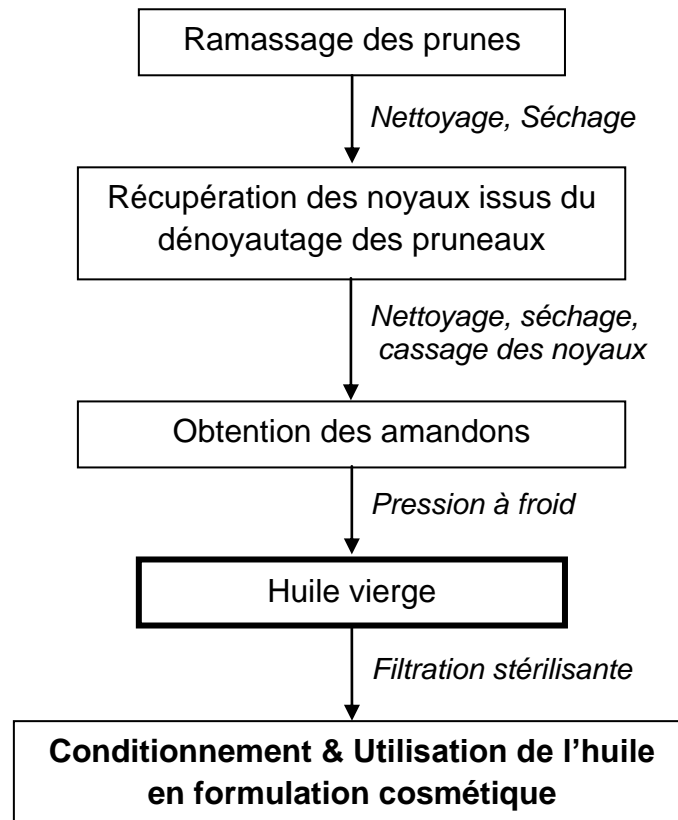 Ramassage des prunes
Nettoyage, Séchage
Récupération des noyaux issus du
dénoyautage des pruneaux
Nettoyage, séchage,
cassage des noyaux
Obtention des amandons
Pression à froid
Huile vierge
Filtration stérilisante
Conditionnement & Utilisation de l’huile
en formulation cosmétique